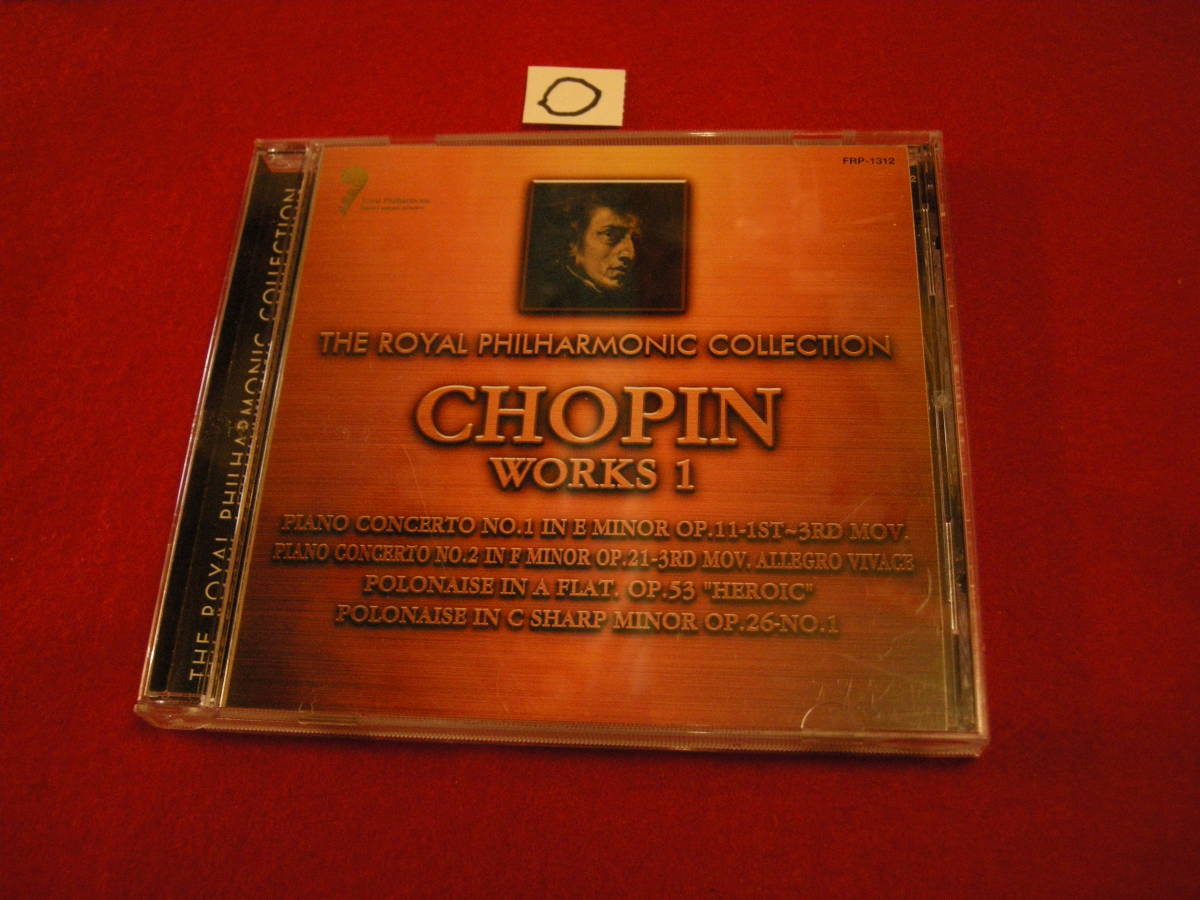 FRP-1312
Royal Philharmonic
THE ROYAL PHILHARMONIC COLLECTION
CHOPIN
WORKS 1
PIANO CONCERTO NO.1 IN E MINOR OP.11-1ST~3RD MOV.
PIANO CONCERTO NO.2 IN F MINOR OP.21-3RD MOV. ALLEGRO VIVACE
POLONAISE IN A FLAT. OP.53 "HEROIC"
POLONAISE IN C SHARP MINOR OP.26-NO.1
THE ROYAL PHILHARMONIC COLLECTION